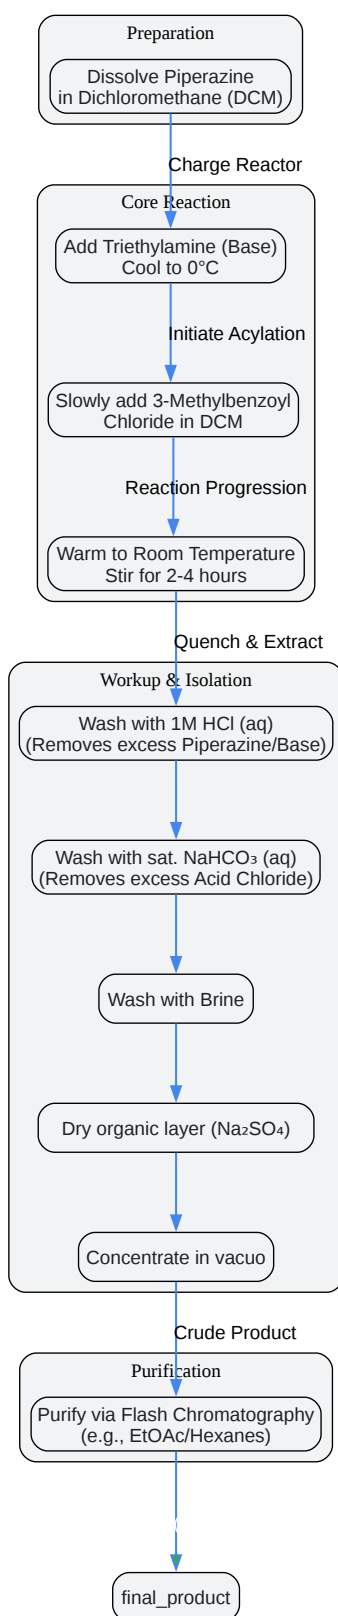 Preparation
Dissolve Piperazine
in Dichloromethane (DCM)
Charge Reactor
Core Reaction
Add Triethylamine (Base)
Cool to 0°C
Initiate Acylation
Slowly add 3-Methylbenzoyl
Chloride in DCM
Reaction Progression
Warm to Room Temperature
Stir for 2-4 hours
Quench & Extract
Workup & Isolation
Wash with 1M HCl (aq)
(Removes excess Piperazine/Base)
Wash with sat. NaHCO₃ (aq)
(Removes excess Acid Chloride)
Wash with Brine
Dry organic layer (Na₂SO₄)
Concentrate in vacuo
Crude Product
Purification
Purify via Flash Chromatography
(e.g., EtOAc/Hexanes)
final_product